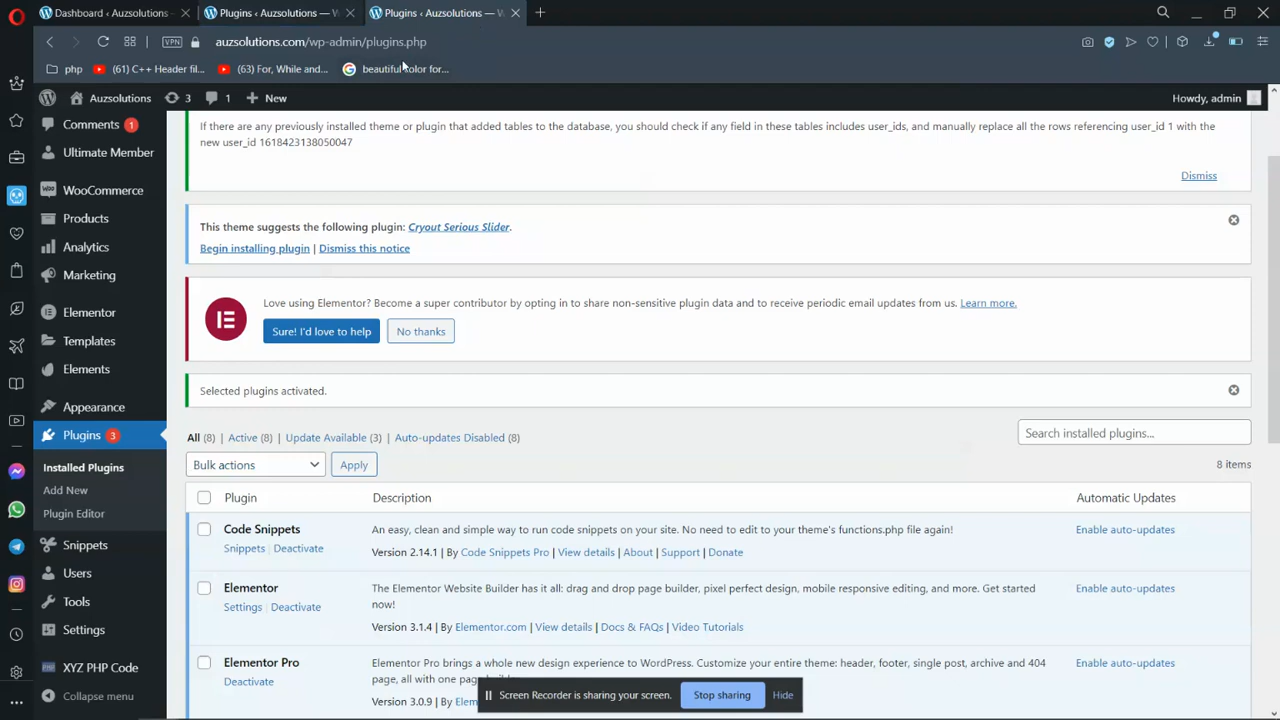 Dashboard ‹ Auzsolutions — W
Plugins ‹ Auzsolutions — W
Plugins ‹ Auzsolutions — W
VPN
auzsolutions.com/wp-admin/plugins.php
php
(61) C++ Header fil...
(63) For, While and...
beautiful color for...
Auzsolutions
3
1
New
Howdy, admin
Comments 1
Ultimate Member
WooCommerce
Products
Analytics
Marketing
Elementor
Templates
Elements
Appearance
Plugins 3
Installed Plugins
Add New
Plugin Editor
Snippets
Users
Tools
Settings
XYZ PHP Code
Collapse menu
If there are any previously installed theme or plugin that added tables to the database, you should check if any field in these tables includes user_ids, and manually replace all the rows referencing user_id 1 with the
new user_id 1618423138050047
Dismiss
This theme suggests the following plugin: Cryout Serious Slider.
Begin installing plugin | Dismiss this notice
Love using Elementor? Become a super contributor by opting in to share non-sensitive plugin data and to receive periodic email updates from us. Learn more.
Sure! I'd love to help
No thanks
Selected plugins activated.
All (8) | Active (8) | Update Available (3) | Auto-updates Disabled (8)
Search installed plugins...
Bulk actions
Apply
8 items
Plugin
Description
Automatic Updates
Code Snippets
An easy, clean and simple way to run code snippets on your site. No need to edit to your theme's functions.php file again!
Enable auto-updates
Snippets | Deactivate
Version 2.14.1 | By Code Snippets Pro | View details | About | Support | Donate
Elementor
The Elementor Website Builder has it all: drag and drop page builder, pixel perfect design, mobile responsive editing, and more. Get started
now!
Enable auto-updates
Settings | Deactivate
Version 3.1.4 | By Elementor.com | View details | Docs & FAQs | Video Tutorials
Elementor Pro
Elementor Pro brings a whole new design experience to WordPress. Customize your entire theme: header, footer, single post, archive and 404
page, all with one page
Enable auto-updates
Deactivate
Version 3.0.9 | By Elem
Screen Recorder is sharing your screen.
Stop sharing
Hide